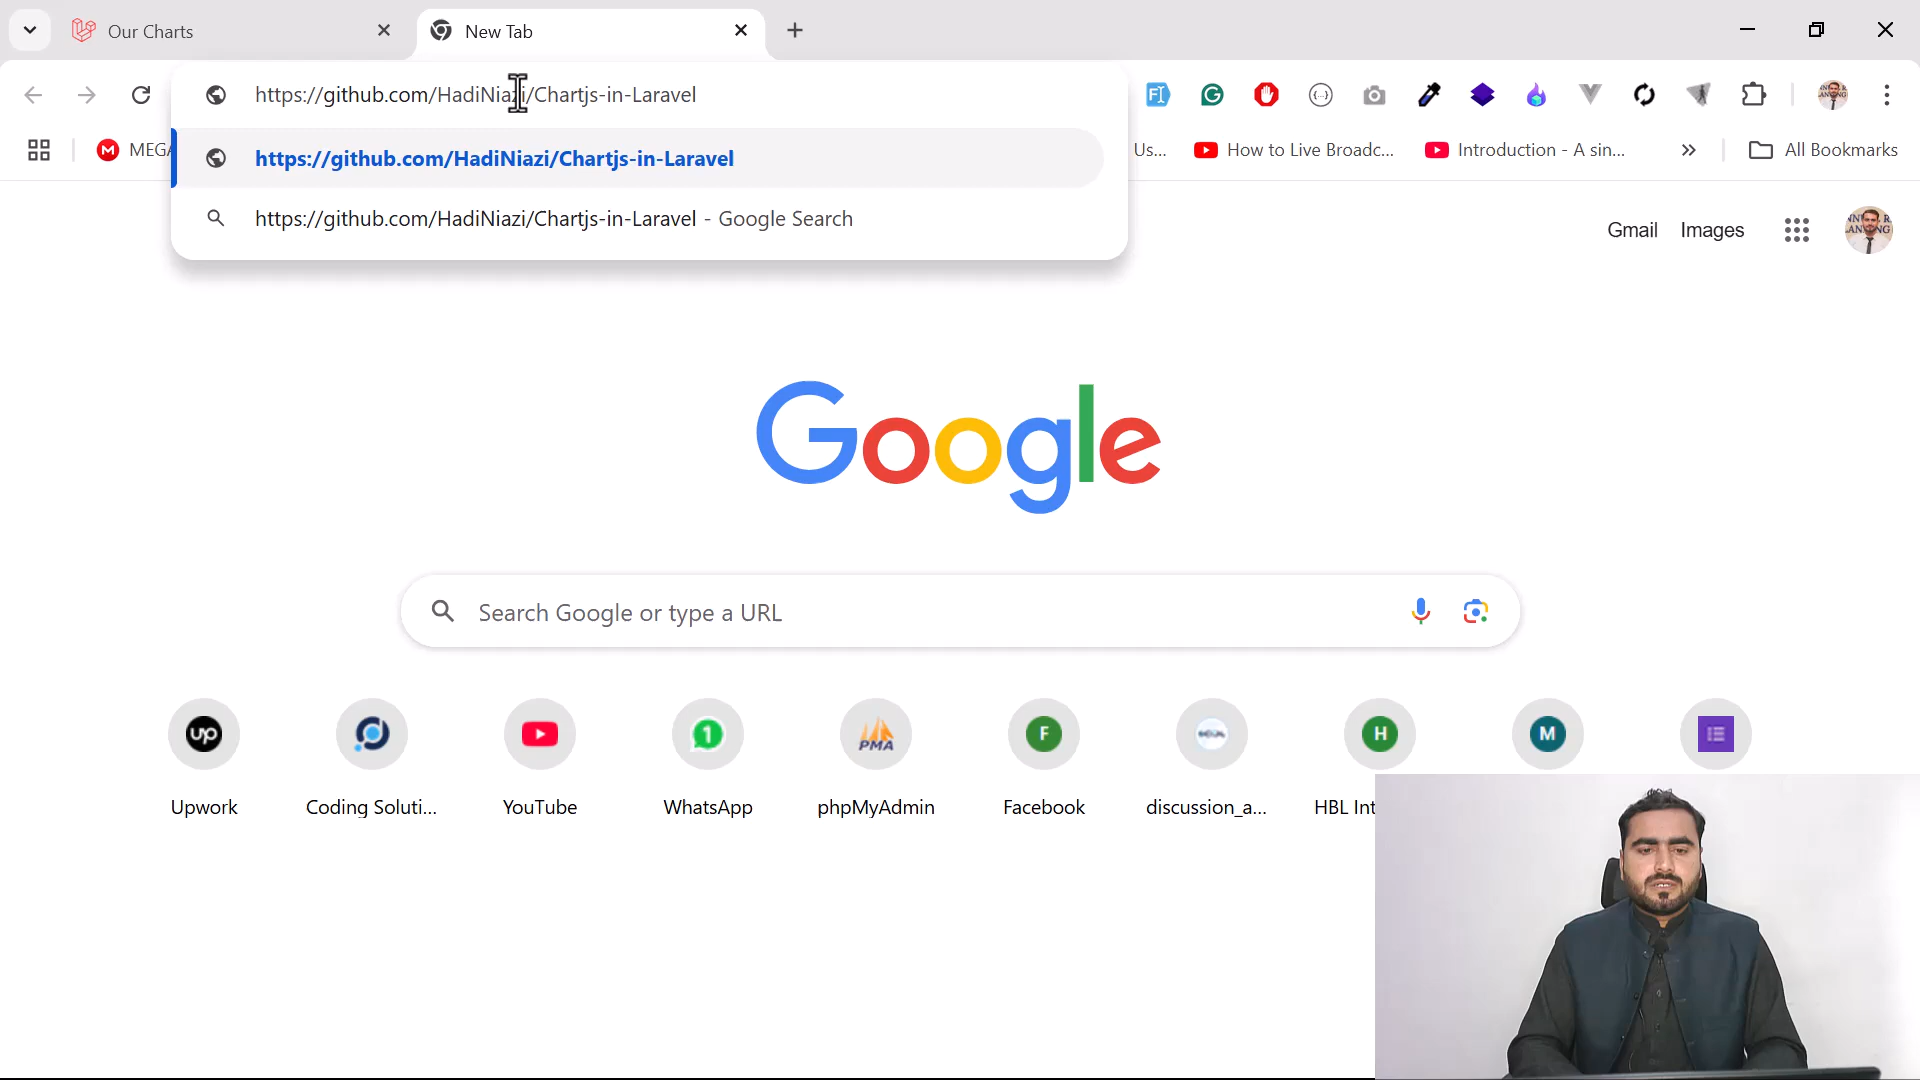 Our Charts
New Tab
https://github.com/HadiNiazi/Chartjs-in-Laravel
MEGA
Us...
How to Live Broadc...
Introduction - A sin...
All Bookmarks
https://github.com/HadiNiazi/Chartjs-in-Laravel
https://github.com/HadiNiazi/Chartjs-in-Laravel - Google Search
Gmail
Images
Google
Search Google or type a URL
up
1
PMA
F
H
M
Upwork
Coding Soluti...
YouTube
WhatsApp
phpMyAdmin
Facebook
discussion_a...
HBL Int